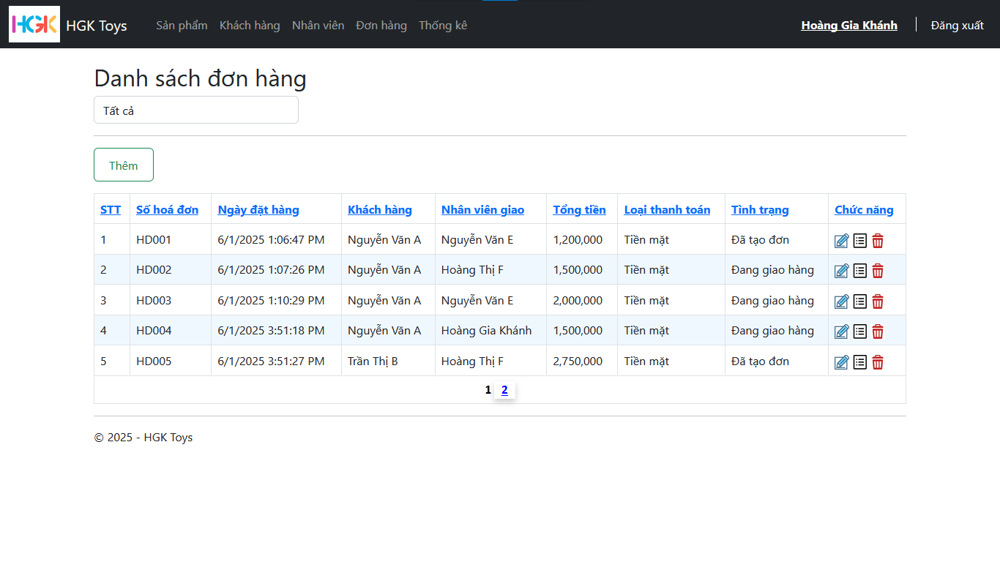 HGK HGK Toys Sản phẩm Khách hàng Nhân viên Đơn hàng Thống kê Hoàng Gia Khánh Đăng xuất
Danh sách đơn hàng
Tất cả
Thêm
STT Số hoá đơn Ngày đặt hàng Khách hàng Nhân viên giao Tổng tiền Loại thanh toán Tình trạng Chức năng
1 HD001 6/1/2025 1:06:47 PM Nguyễn Văn A Nguyễn Văn E 1,200,000 Tiền mặt Đã tạo đơn
2 HD002 6/1/2025 1:07:26 PM Nguyễn Văn A Hoàng Thị F 1,500,000 Tiền mặt Đang giao hàng
3 HD003 6/1/2025 1:10:29 PM Nguyễn Văn A Nguyễn Văn E 2,000,000 Tiền mặt Đang giao hàng
4 HD004 6/1/2025 3:51:18 PM Nguyễn Văn A Hoàng Gia Khánh 1,500,000 Tiền mặt Đang giao hàng
5 HD005 6/1/2025 3:51:27 PM Trần Thị B Hoàng Thị F 2,750,000 Tiền mặt Đã tạo đơn
1 2
© 2025 - HGK Toys